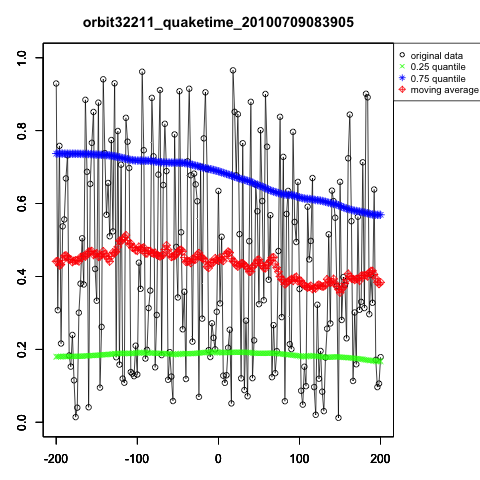 orbit32211_quaketime_20100709083905
original data
0.25 quantile
0.75 quantile
moving average
1.0
0.8
0.6
0.4
0.2
0.0
-200 -100 0 100 200